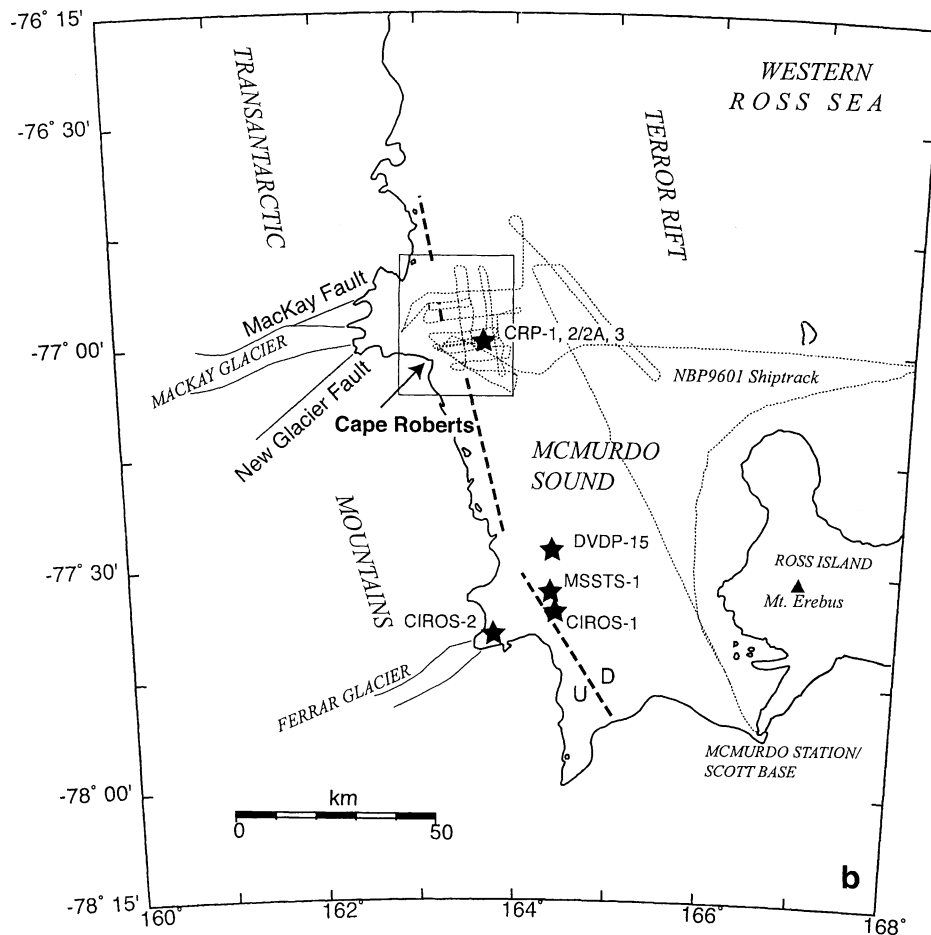 -76° 15'
WESTERN
ROSS SEA
TRANSANTARCTIC
TERROR RIFT
-76° 30'
MacKay Fault
CRP-1, 2/2A, 3
-77° 00'
MACKAY GLACIER
NBP9601 Shiptrack
New Glacier Fault
Cape Roberts
MCMURDO
SOUND
MOUNTAINS
DVDP-15
ROSS ISLAND
-77° 30'
MSSTS-1
Mt. Erebus
CIROS-2
CIROS-1
D
U
FERRAR GLACIER
MCMURDO STATION/
SCOTT BASE
-78° 00'
km
0 50
b
-78° 15'
160° 162° 164° 166° 168°